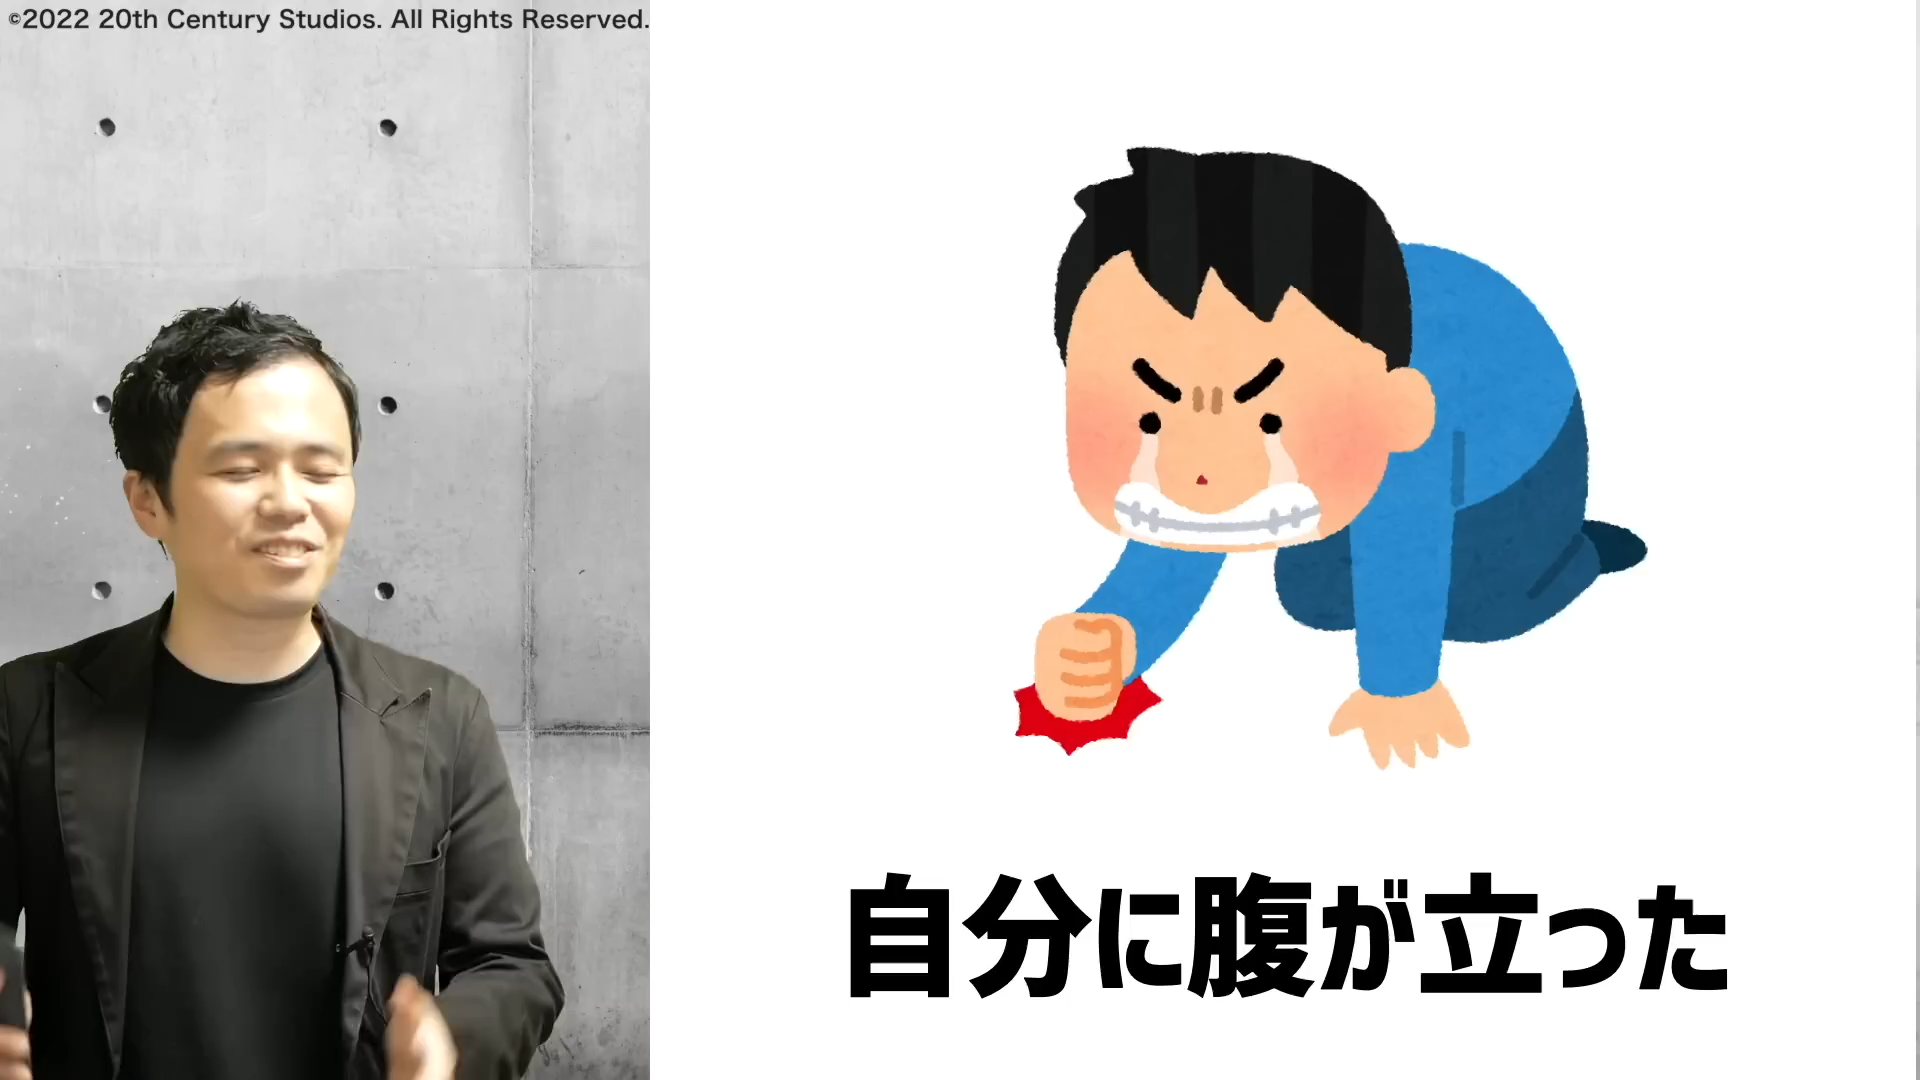 ©2022 20th Century Studios. All Rights Reserved.
自分に腹が立った